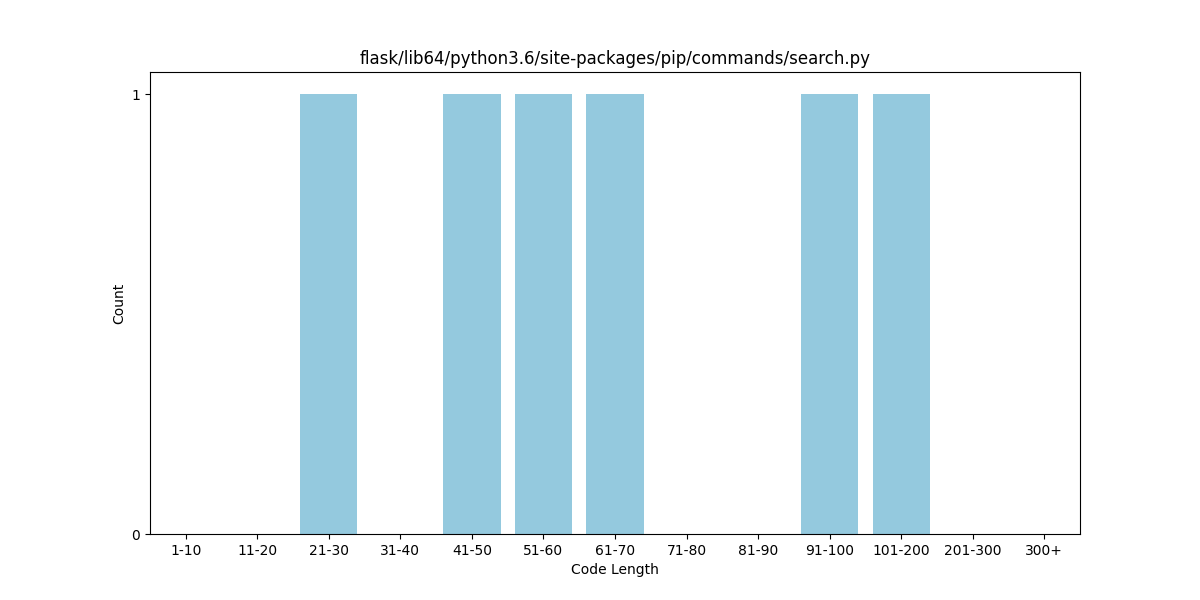 flask/lib64/python3.6/site-packages/pip/commands/search.py
1
Count
0
1-10 11-20 21-30 31-40 41-50 51-60 61-70 71-80 81-90 91-100 101-200 201-300 300+
Code Length